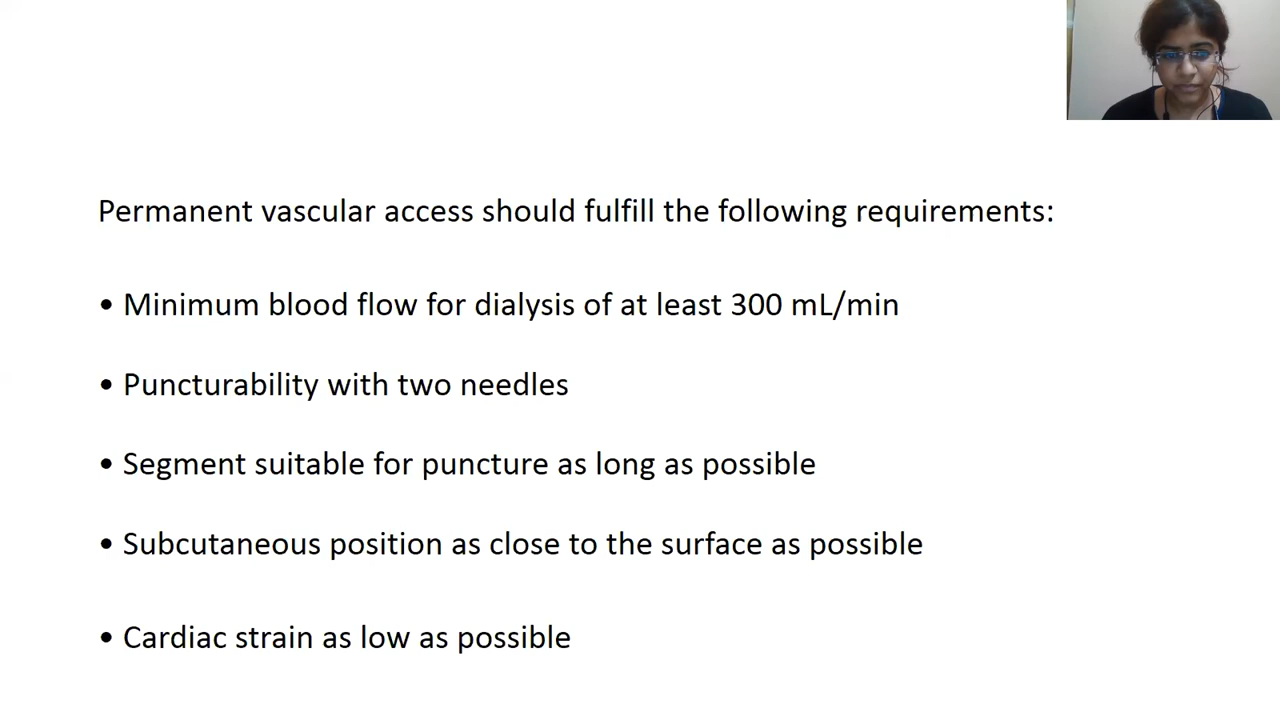 Permanent vascular access should fulfill the following requirements:
• Minimum blood flow for dialysis of at least 300 mL/min
• Puncturability with two needles
• Segment suitable for puncture as long as possible
• Subcutaneous position as close to the surface as possible
• Cardiac strain as low as possible